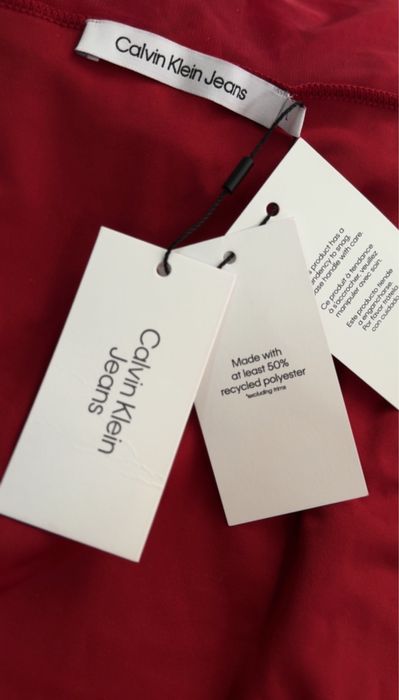 Calvin Klein Jeans
Calvin Klein
Jeans
Made with
at least 50%
recycled polyester
*excluding trims
product has a
tendency to snag,
handle with care.
Ce produit à tendance
à s'accrocher, veuillez
manipuler avec soin.
Este producto tiende
a engancharse.
Por favor trátela
con cuidado